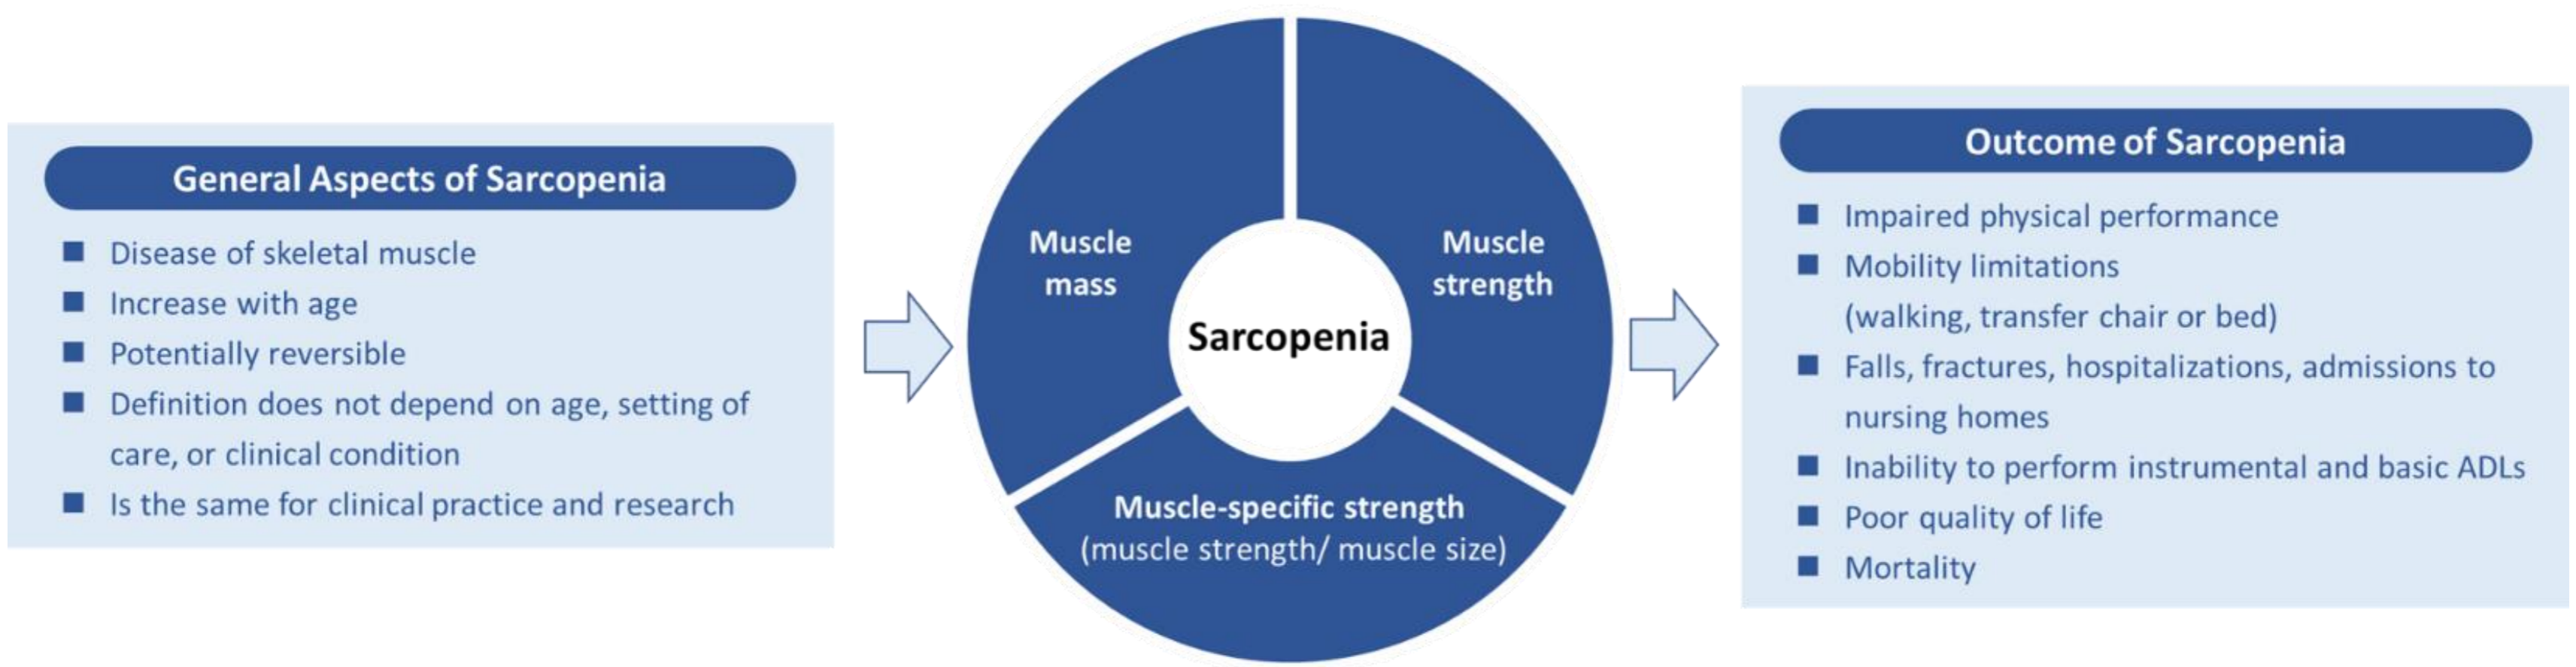 General Aspects of Sarcopenia
Disease of skeletal muscle
Increase with age
Potentially reversible
Definition does not depend on age, setting of
care, or clinical condition
Is the same for clinical practice and research
Muscle
mass
Muscle
strength
Sarcopenia
Muscle-specific strength
(muscle strength/ muscle size)
Outcome of Sarcopenia
Impaired physical performance
Mobility limitations
(walking, transfer chair or bed)
Falls, fractures, hospitalizations, admissions to
nursing homes
Inability to perform instrumental and basic ADLs
Poor quality of life
Mortality